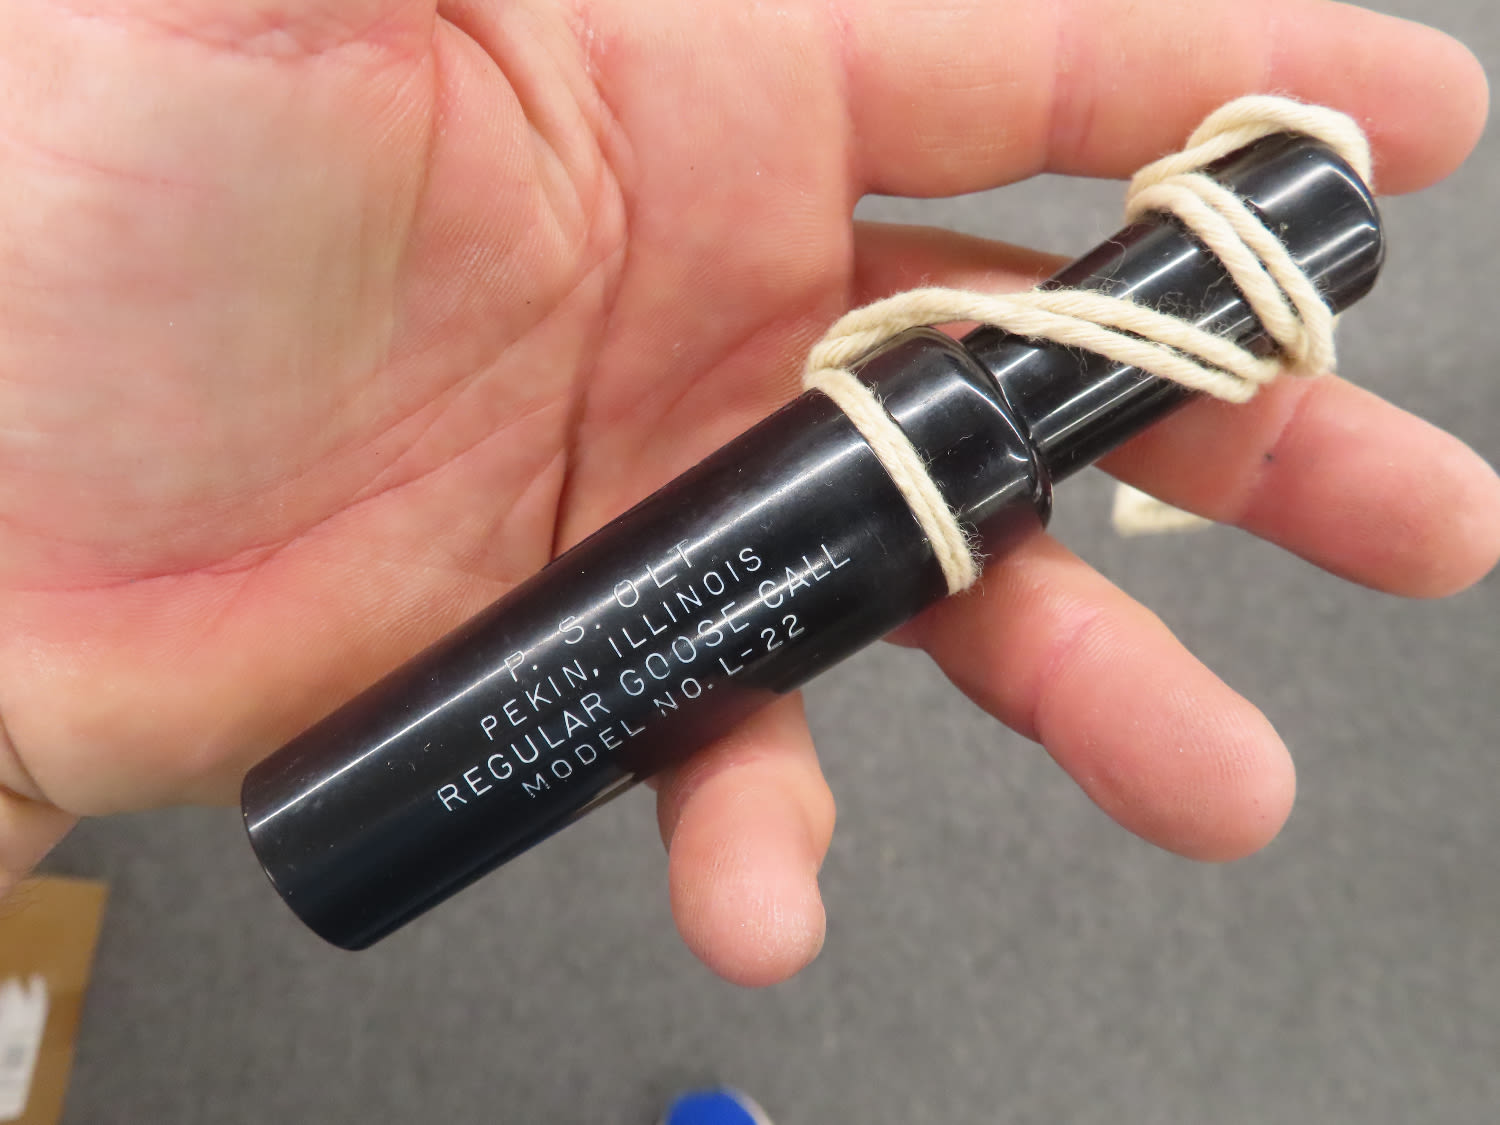 P. S. OLT
PEKIN, ILLINOIS
REGULAR GOOSE CALL
MODEL NO. L-22